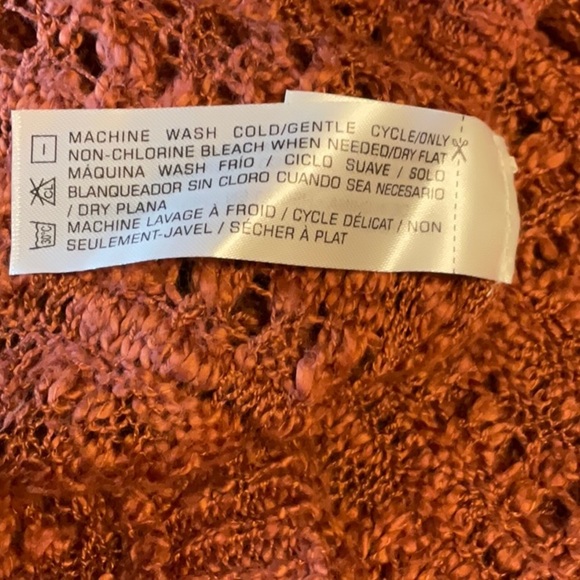 MACHINE WASH COLD/GENTLE CYCLE/ONLY
NON-CHLORINE BLEACH WHEN NEEDED/DRY FLAT
MÁQUINA WASH FRÍO / CICLO SUAVE / SOLO
BLANQUEADOR SIN CLORO CUANDO SEA NECESARIO
/ DRY PLANA
MACHINE LAVAGE À FROID / CYCLE DÉLICAT / NON
SEULEMENT-JAVEL / SÉCHER À PLAT
CL
30°C